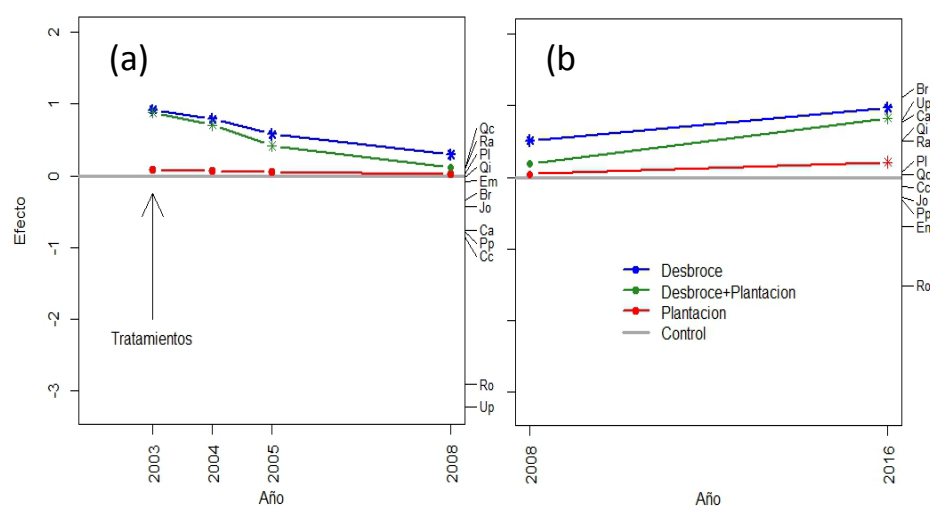 (a)
(b
2
1
0
-1
-2
-3
Efecto
Tratamientos
Qc
Ra
Pl
Qi
Em
Br
Jo
Ca
Pp
Cc
Ro
Up
2003
2004
2005
2008
Año
Br
Up
Ca
Qi
Ra
Pl
Qc
Cc
Jo
Pp
Em
Ro
Desbroce
Desbroce+Plantacion
Plantacion
Control
2008
2016
Año